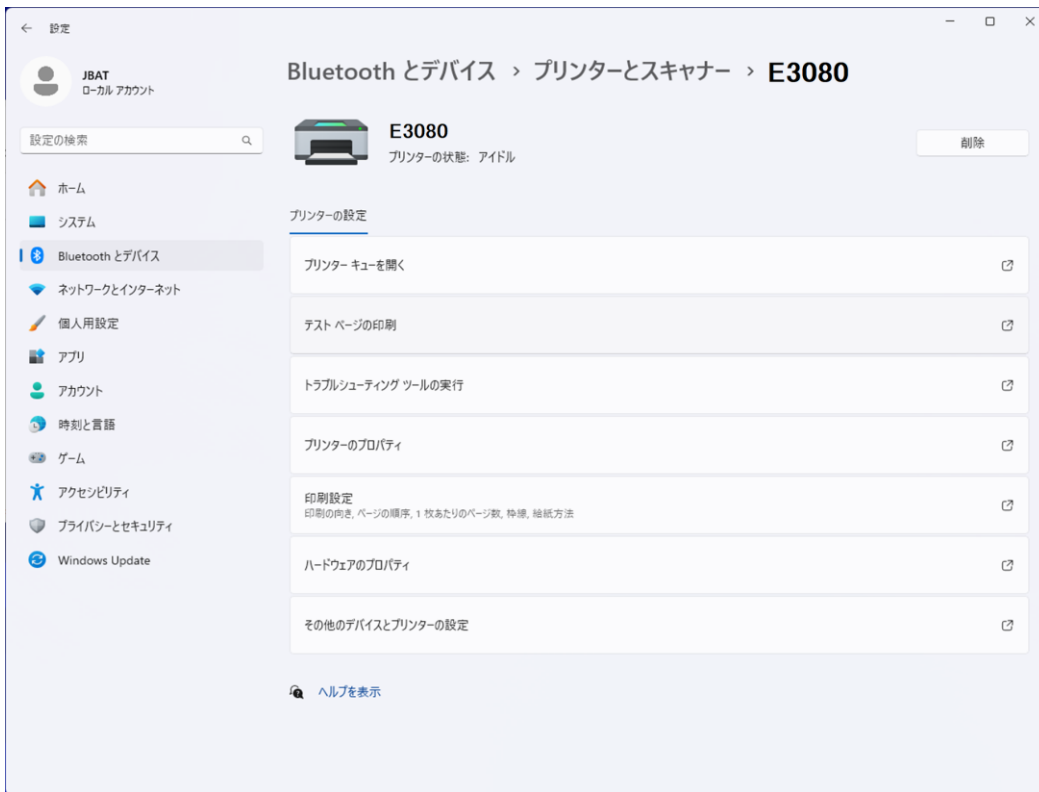 設定
JBAT
ローカル アカウント
設定の検索
ホーム
システム
Bluetooth とデバイス
ネットワークとインターネット
個人用設定
アプリ
アカウント
時刻と言語
ゲーム
アクセシビリティ
プライバシーとセキュリティ
Windows Update
Bluetooth とデバイス › プリンターとスキャナー › E3080
E3080
プリンターの状態: アイドル
削除
プリンターの設定
プリンター キューを開く
テスト ページの印刷
トラブルシューティング ツールの実行
プリンターのプロパティ
印刷設定
印刷の向き, ページの順序, 1 枚あたりのページ数, 枠線, 給紙方法
ハードウェアのプロパティ
その他のデバイスとプリンターの設定
ヘルプを表示